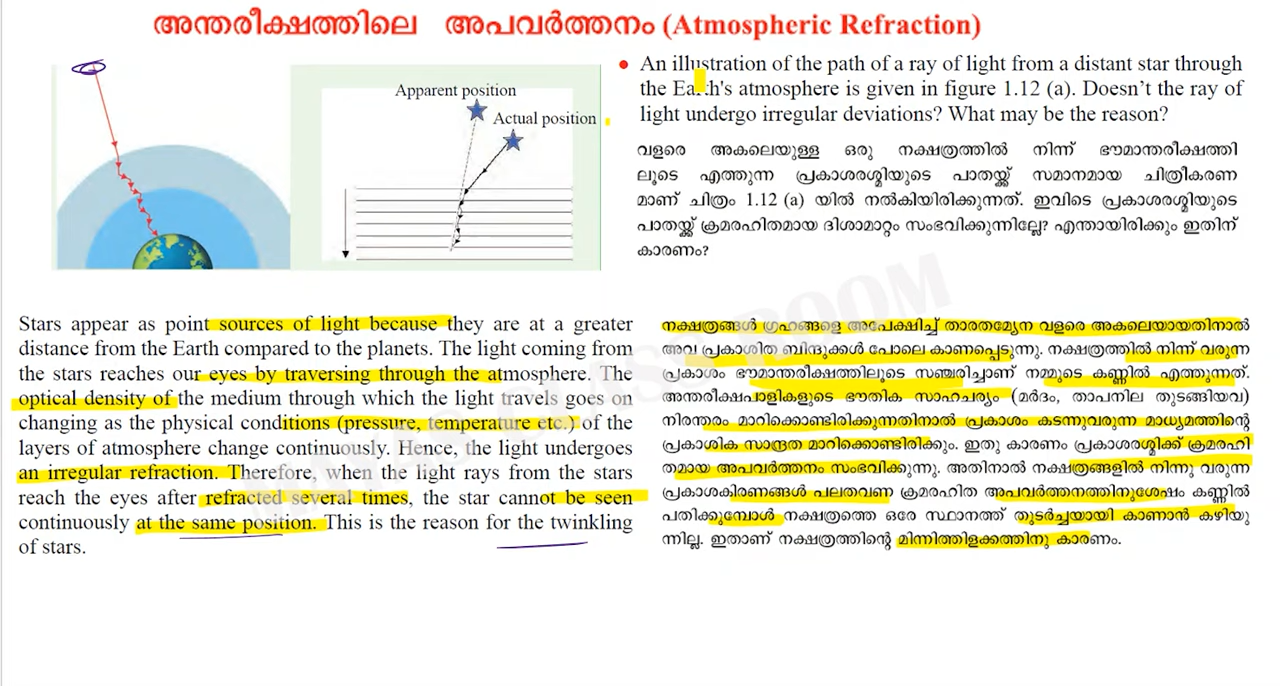 അന്തരീക്ഷത്തിലെ അപവർത്തനം (Atmospheric Refraction)
Apparent position
Actual position
• An illustration of the path of a ray of light from a distant star through
the Earth's atmosphere is given in figure 1.12 (a). Doesn't the ray of
light undergo irregular deviations? What may be the reason?
വളരെ അകലെയുള്ള ഒരു നക്ഷത്രത്തിൽ നിന്ന് ഭൗമാന്തരീക്ഷത്തി
ലൂടെ എത്തുന്ന പ്രകാശരശ്മിയുടെ പാതയ്ക്ക് സമാനമായ ചിത്രീകരണ
മാണ് ചിത്രം 1.12 (a) യിൽ നൽകിയിരിക്കുന്നത്. ഇവിടെ പ്രകാശരശ്മിയുടെ
പാതയ്ക്ക് ക്രമരഹിതമായ ദിശാമാറ്റം സംഭവിക്കുന്നില്ലേ? എന്തായിരിക്കും ഇതിന്
കാരണം?
Stars appear as point sources of light because they are at a greater
distance from the Earth compared to the planets. The light coming from
the stars reaches our eyes by traversing through the atmosphere. The
optical density of the medium through which the light travels goes on
changing as the physical conditions (pressure, temperature etc.) of the
layers of atmosphere change continuously. Hence, the light undergoes
an irregular refraction. Therefore, when the light rays from the stars
reach the eyes after refracted several times, the star cannot be seen
continuously at the same position. This is the reason for the twinkling
of stars.
നക്ഷത്രങ്ങൾ ഗ്രഹങ്ങളെ അപേക്ഷിച്ച് താരതമ്യേന വളരെ അകലെയായതിനാൽ
അവ പ്രകാശിത ബിന്ദുക്കൾ പോലെ കാണപ്പെടുന്നു. നക്ഷത്രത്തിൽ നിന്ന് വരുന്ന
പ്രകാശം ഭൗമാന്തരീക്ഷത്തിലൂടെ സഞ്ചരിച്ചാണ് നമ്മുടെ കണ്ണിൽ എത്തുന്നത്.
അന്തരീക്ഷപാളികളുടെ ഭൗതിക സാഹചര്യം (മർദം, താപനില തുടങ്ങിയവ)
നിരന്തരം മാറിക്കൊണ്ടിരിക്കുന്നതിനാൽ പ്രകാശം കടന്നുവരുന്ന മാധ്യമത്തിന്റെ
പ്രകാശിക സാന്ദ്രത മാറിക്കൊണ്ടിരിക്കും. ഇതു കാരണം പ്രകാശരശ്മിക്ക് ക്രമരഹി
തമായ അപവർത്തനം സംഭവിക്കുന്നു. അതിനാൽ നക്ഷത്രങ്ങളിൽ നിന്നു വരുന്ന
പ്രകാശകിരണങ്ങൾ പലതവണ ക്രമരഹിത അപവർത്തനത്തിനുശേഷം കണ്ണിൽ
പതിക്കുമ്പോൾ നക്ഷത്രത്തെ ഒരേ സ്ഥാനത്ത് തുടർച്ചയായി കാണാൻ കഴിയു
ന്നില്ല. ഇതാണ് നക്ഷത്രത്തിന്റെ മിന്നിത്തിളക്കത്തിനു കാരണം.
CLASS ROOM